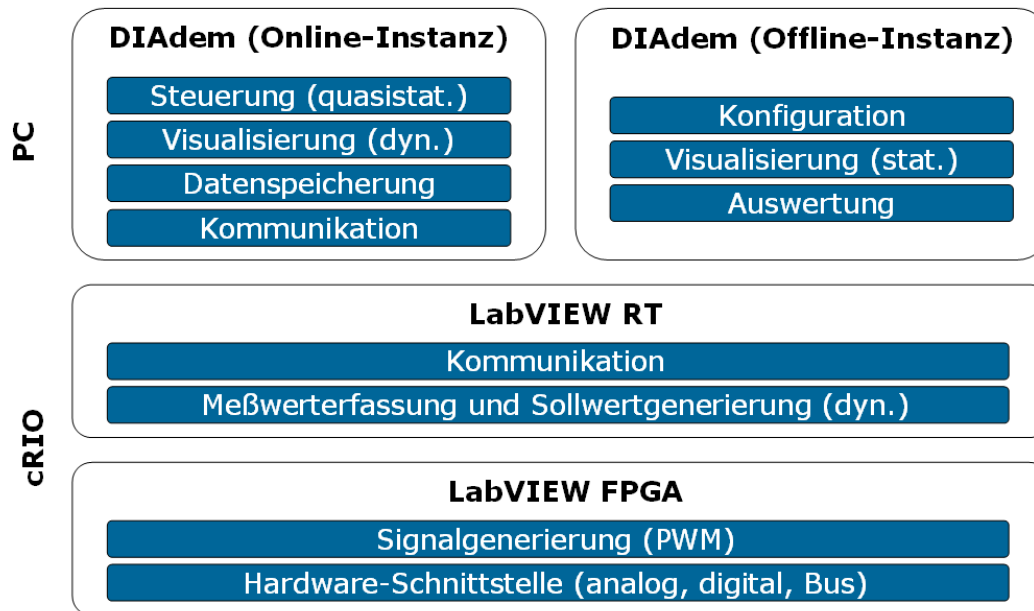 PC
DIAdem (Online-Instanz)
Steuerung (quasistat.)
Visualisierung (dyn.)
Datenspeicherung
Kommunikation
DIAdem (Offline-Instanz)
Konfiguration
Visualisierung (stat.)
Auswertung
cRIO
LabVIEW RT
Kommunikation
Meßwerterfassung und Sollwertgenerierung (dyn.)
LabVIEW FPGA
Signalgenerierung (PWM)
Hardware-Schnittstelle (analog, digital, Bus)